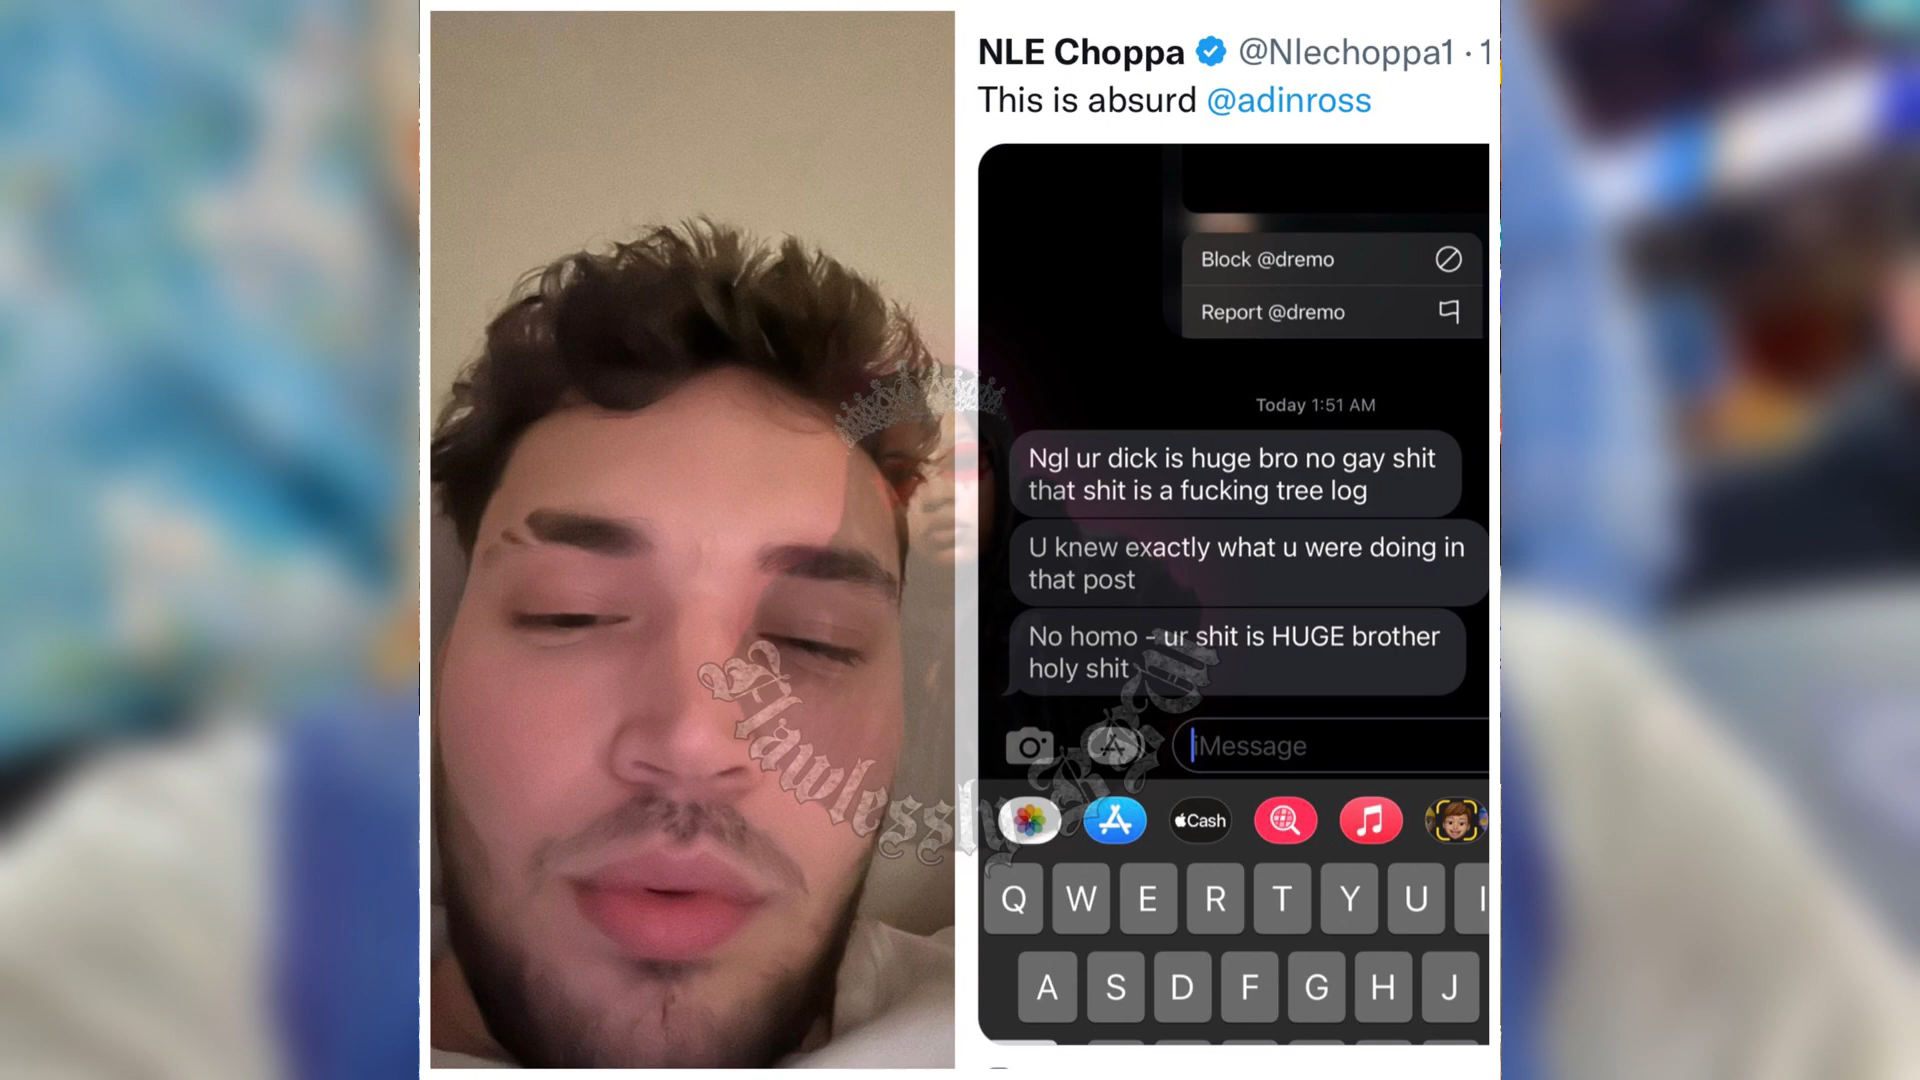 NLE Choppa @Nlechoppa1 · 1
This is absurd @adinross
Block @dremo
Report @dremo
Today 1:51 AM
Ngl ur dick is huge bro no gay shit
that shit is a fucking tree log
U knew exactly what u were doing in
that post
No homo - ur shit is HUGE brother
holy shit
iMessage
Cash
Q W E R T Y U I
A S D F G H J